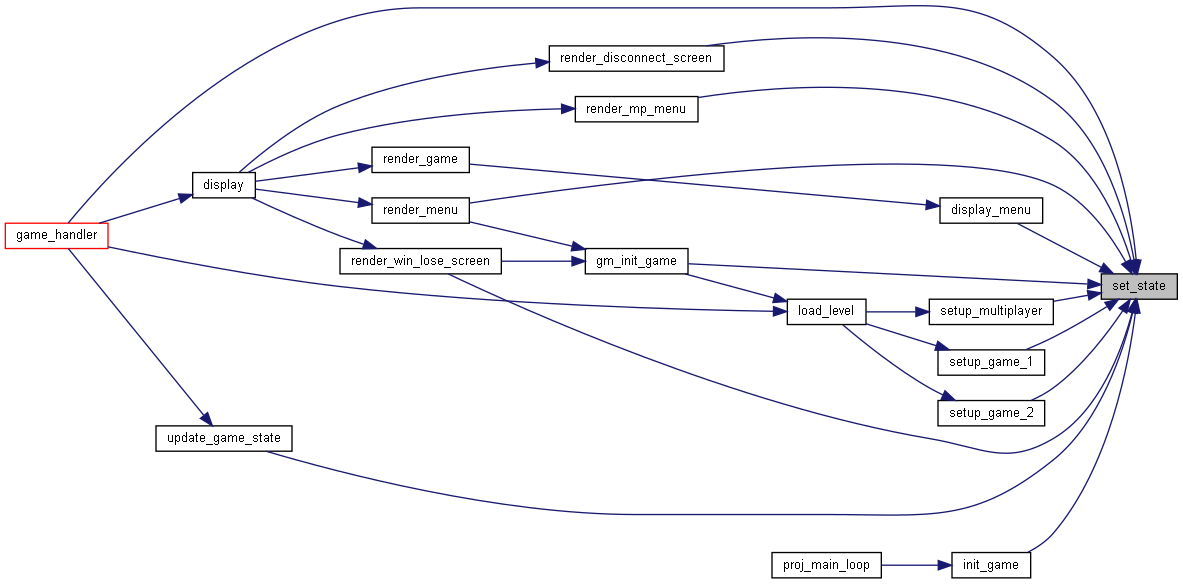 render_disconnect_screen
render_mp_menu
render_game
display
render_menu
display_menu
game_handler
render_win_lose_screen
gm_init_game
set_state
load_level
setup_multiplayer
setup_game_1
setup_game_2
update_game_state
proj_main_loop
init_game